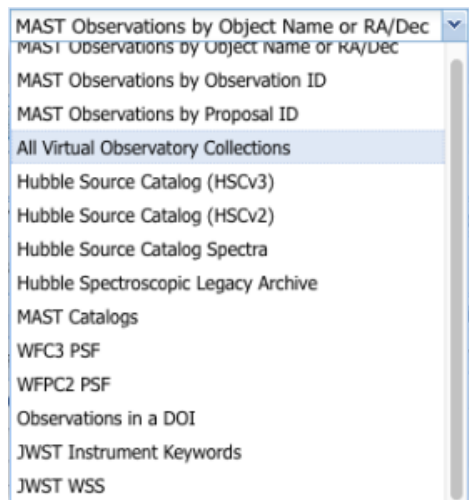 MAST Observations by Object Name or RA/Dec
MAST Observations by Object Name or RA/Dec
MAST Observations by Observation ID
MAST Observations by Proposal ID
All Virtual Observatory Collections
Hubble Source Catalog (HSCv3)
Hubble Source Catalog (HSCv2)
Hubble Source Catalog Spectra
Hubble Spectroscopic Legacy Archive
MAST Catalogs
WFC3 PSF
WFPC2 PSF
Observations in a DOI
JWST Instrument Keywords
JWST WSS